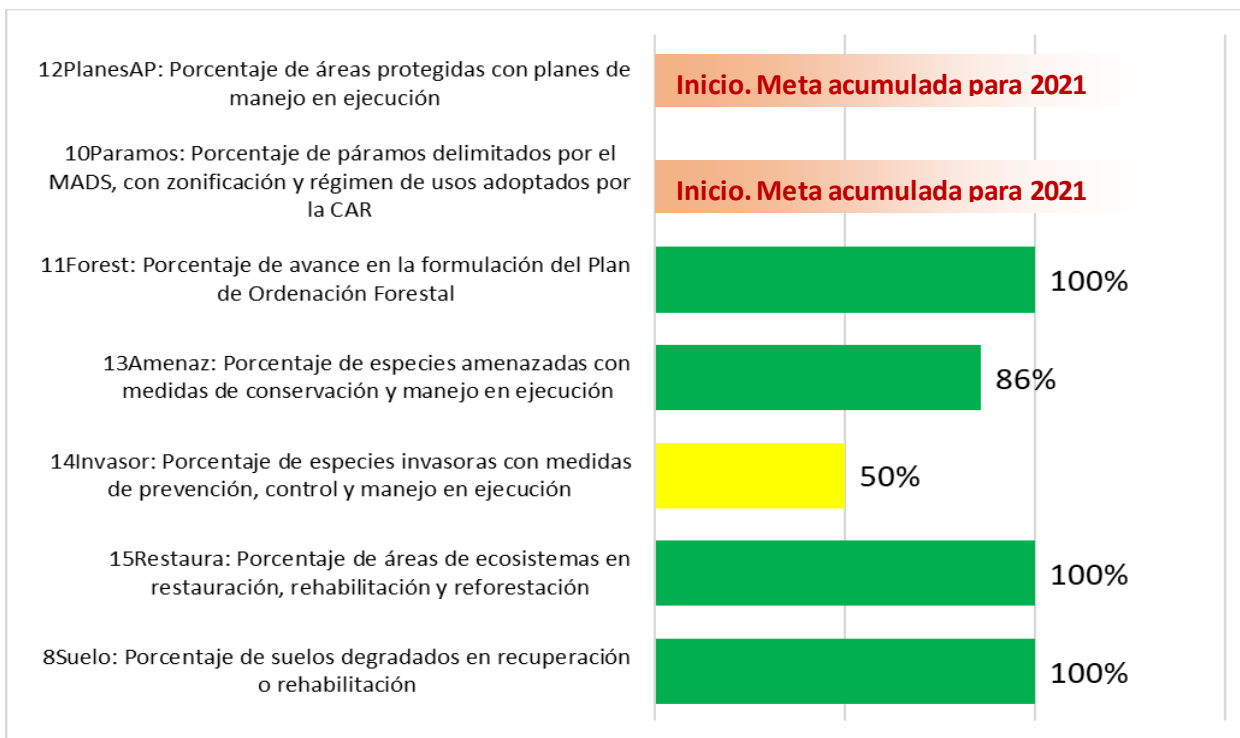 12PlanesAP: Porcentaje de áreas protegidas con planes de
manejo en ejecución
Inicio. Meta acumulada para 2021
10Paramos: Porcentaje de páramos delimitados por el
MADS, con zonificación y régimen de usos adoptados por
la CAR
Inicio. Meta acumulada para 2021
11Forest: Porcentaje de avance en la formulación del Plan
de Ordenación Forestal
100%
13Amenaz: Porcentaje de especies amenazadas con
medidas de conservación y manejo en ejecución
86%
14Invasor: Porcentaje de especies invasoras con medidas
de prevención, control y manejo en ejecución
50%
15Restaura: Porcentaje de áreas de ecosistemas en
restauración, rehabilitación y reforestación
100%
8Suelo: Porcentaje de suelos degradados en recuperación
o rehabilitación
100%